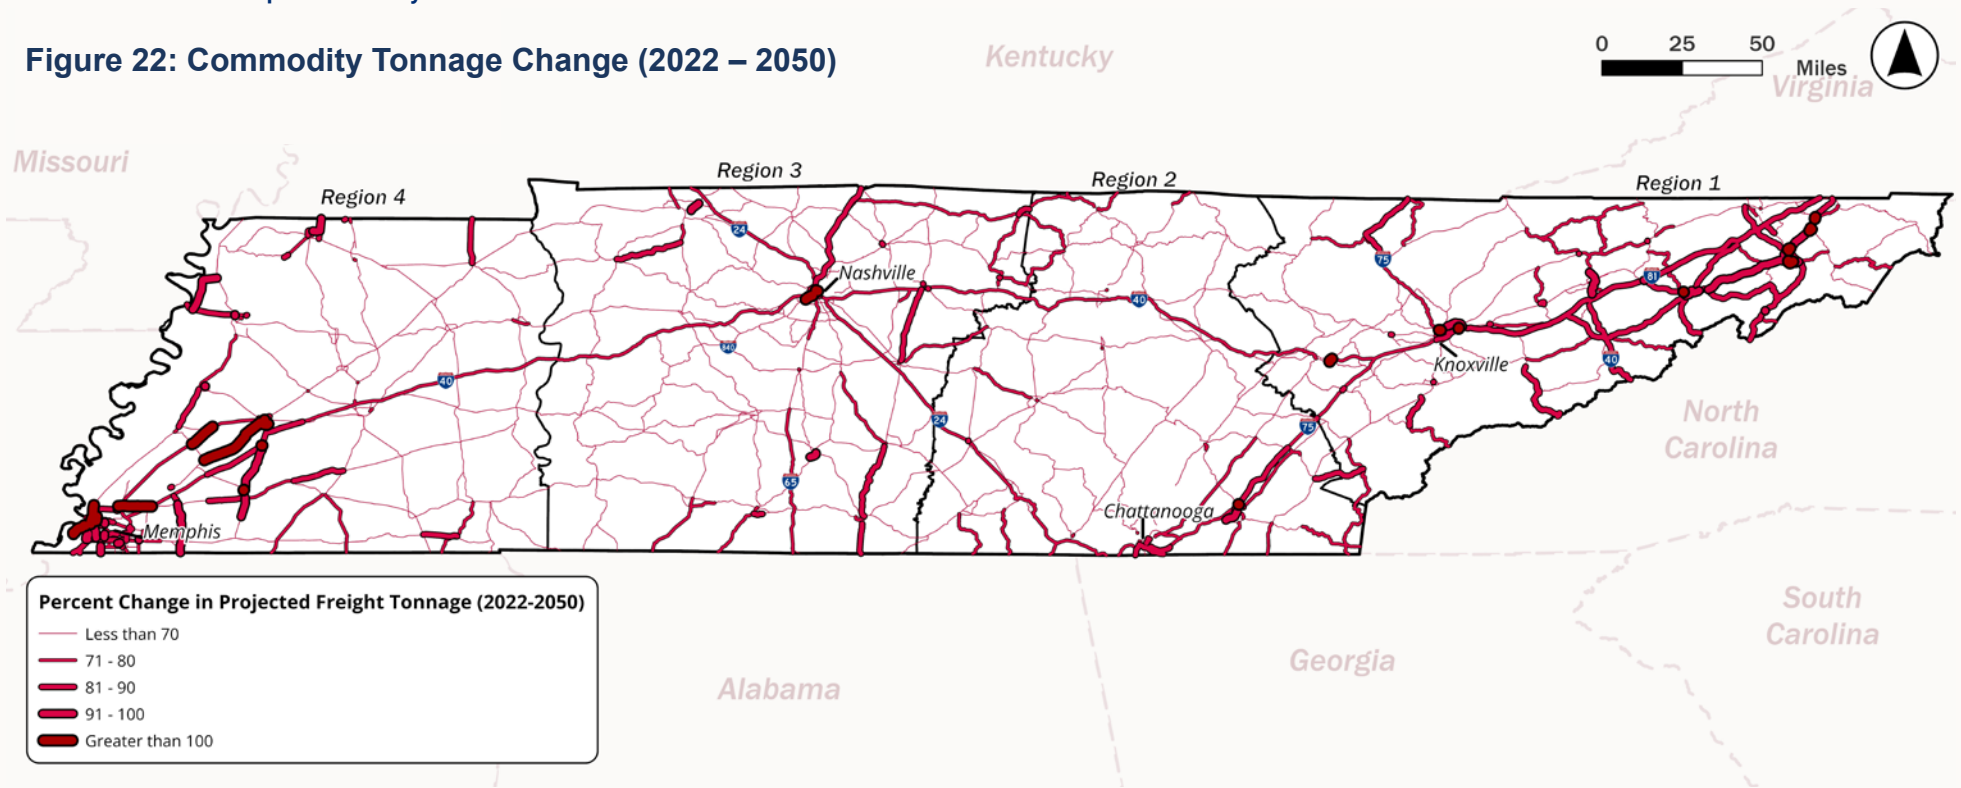 Figure 22: Commodity Tonnage Change (2022 – 2050)
Kentucky
0 25 50
Miles
Virginia
Missouri
Region 4
Region 3
Region 2
Region 1
24
Nashville
75
81
40
840
40
Knoxville
40
24
75
65
North
Carolina
Chattanooga
Memphis
Percent Change in Projected Freight Tonnage (2022-2050)
Less than 70
71 - 80
81 - 90
91 - 100
Greater than 100
South
Carolina
Georgia
Alabama